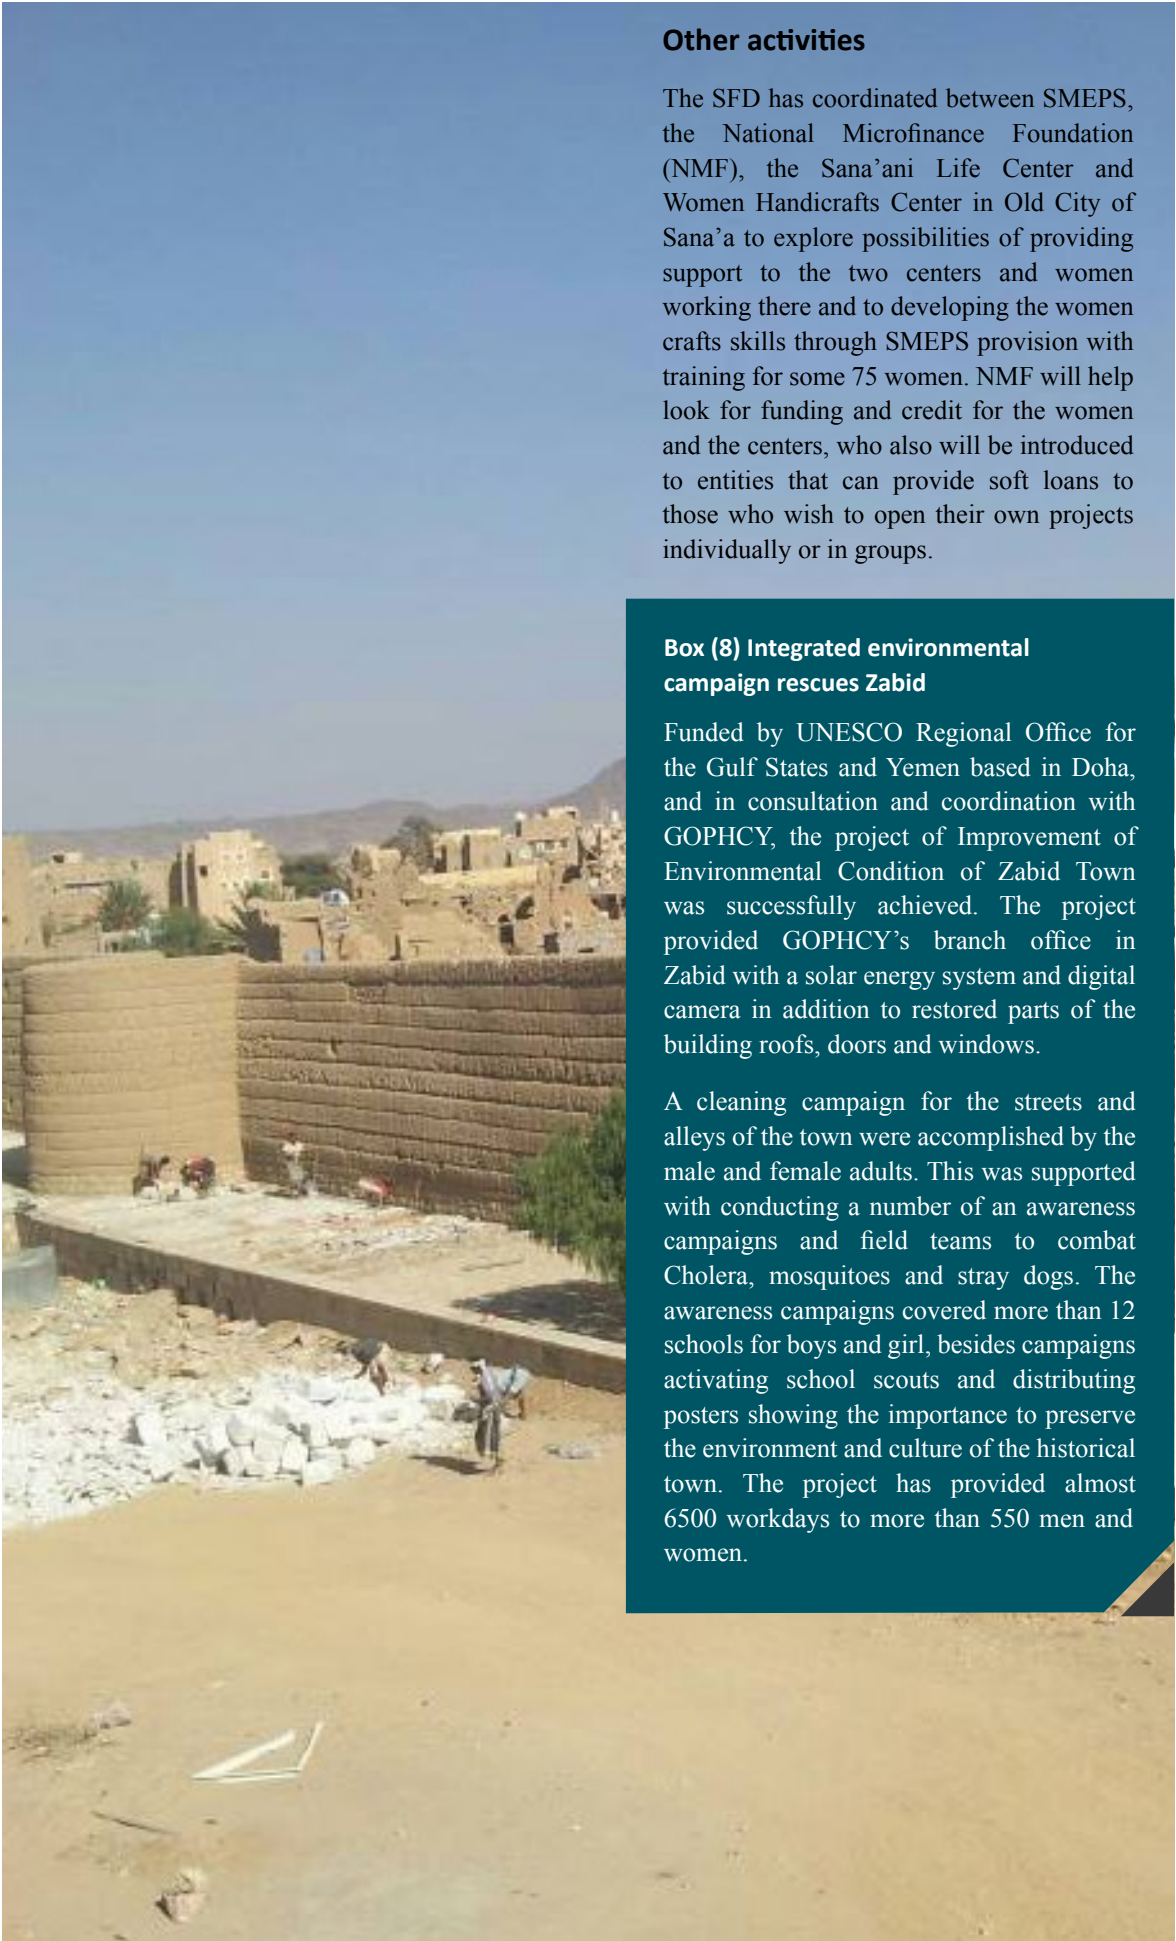 Other activities
The SFD has coordinated between SMEPS,
the National Microfinance Foundation
(NMF), the Sana’ani Life Center and
Women Handicrafts Center in Old City of
Sana’a to explore possibilities of providing
support to the two centers and women
working there and to developing the women
crafts skills through SMEPS provision with
training for some 75 women. NMF will help
look for funding and credit for the women
and the centers, who also will be introduced
to entities that can provide soft loans to
those who wish to open their own projects
individually or in groups.
Box (8) Integrated environmental
campaign rescues Zabid
Funded by UNESCO Regional Office for
the Gulf States and Yemen based in Doha,
and in consultation and coordination with
GOPHCY, the project of Improvement of
Environmental Condition of Zabid Town
was successfully achieved. The project
provided GOPHCY’s branch office in
Zabid with a solar energy system and digital
camera in addition to restored parts of the
building roofs, doors and windows.
A cleaning campaign for the streets and
alleys of the town were accomplished by the
male and female adults. This was supported
with conducting a number of an awareness
campaigns and field teams to combat
Cholera, mosquitoes and stray dogs. The
awareness campaigns covered more than 12
schools for boys and girl, besides campaigns
activating school scouts and distributing
posters showing the importance to preserve
the environment and culture of the historical
town. The project has provided almost
6500 workdays to more than 550 men and
women.